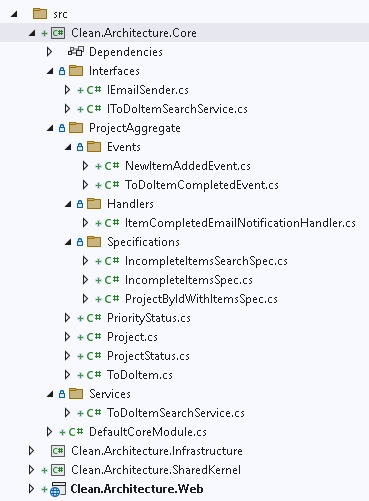 src
Clean.Architecture.Core
Dependencies
Interfaces
C# IEmailSender.cs
C# IToDoItemSearchService.cs
ProjectAggregate
Events
C# NewItemAddedEvent.cs
C# ToDoItemCompletedEvent.cs
Handlers
C# ItemCompletedEmailNotificationHandler.cs
Specifications
C# IncompleteItemsSearchSpec.cs
C# IncompleteItemsSpec.cs
C# ProjectByIdWithItemsSpec.cs
C# PriorityStatus.cs
C# Project.cs
C# ProjectStatus.cs
C# ToDoItem.cs
Services
C# ToDoItemSearchService.cs
C# DefaultCoreModule.cs
C# Clean.Architecture.Infrastructure
C# Clean.Architecture.SharedKernel
Clean.Architecture.Web